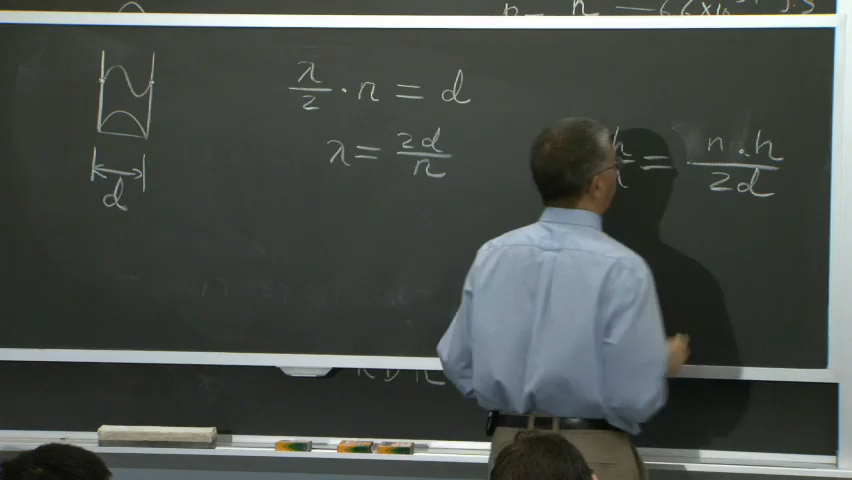 λ/2 · n = d
λ = 2d/n
h/λ = n · h/2d
d